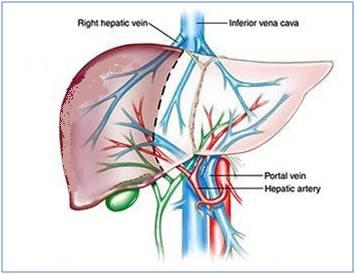 Right hepatic vein
Inferior vena cava
Portal vein
Hepatic artery